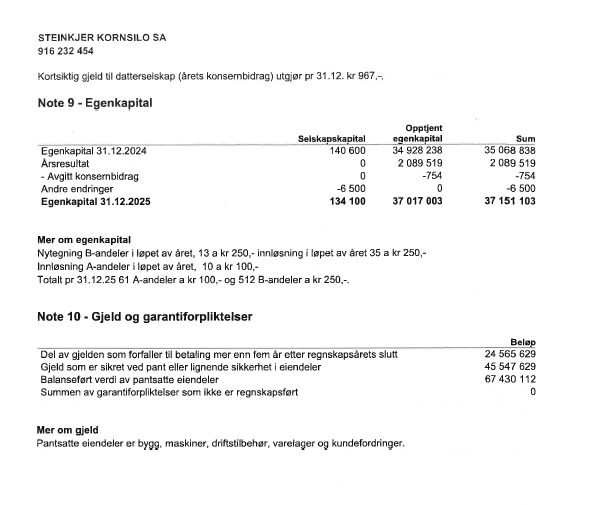 STEINKJER KORNSILO SA
916 232 454
Kortsiktig gjeld til datterselskap (årets konsernbidrag) utgjør pr 31.12. kr 967,-.
Note 9 - Egenkapital
Selskapskapital Opptjent egenkapital Sum
Egenkapital 31.12.2024 140 600 34 928 238 35 068 838
Årsresultat 0 2 089 519 2 089 519
- Avgitt konsernbidrag 0 -754 -754
Andre endringer -6 500 0 -6 500
Egenkapital 31.12.2025 134 100 37 017 003 37 151 103
Mer om egenkapital
Nytegning B-andeler i løpet av året, 13 a kr 250,- innløsning i løpet av året 35 a kr 250,-
Innløsning A-andeler i løpet av året, 10 a kr 100,-
Totalt pr 31.12.25 61 A-andeler a kr 100,- og 512 B-andeler a kr 250,-.
Note 10 - Gjeld og garantiforpliktelser
Beløp
Del av gjelden som forfaller til betaling mer enn fem år etter regnskapsårets slutt 24 565 629
Gjeld som er sikret ved pant eller lignende sikkerhet i eiendeler 45 547 629
Balanseført verdi av pantsatte eiendeler 67 430 112
Summen av garantiforpliktelser som ikke er regnskapsført 0
Mer om gjeld
Pantsatte eiendeler er bygg, maskiner, driftstilbehør, varelager og kundefordringer.